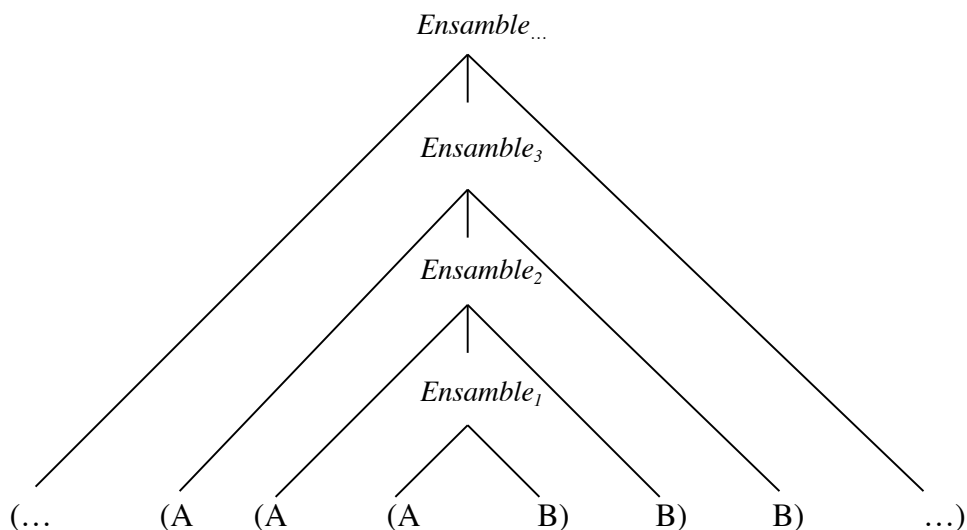 Ensamble...
Ensamble3
Ensamble2
Ensamble1
(… (A (A (A B) B) B) …)